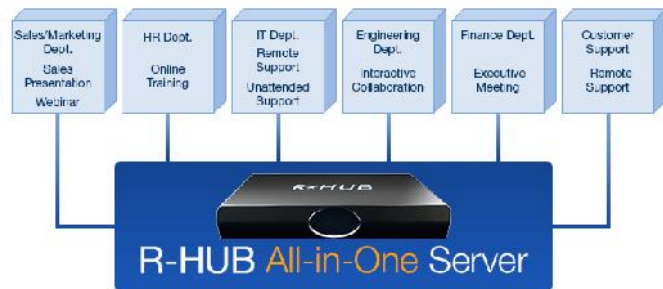 Sales/Marketing
Dept.
Sales
Presentation
Webinar
HR Dept.
Online
Training
IT Dept.
Remote
Support
Unattended
Support
Engineering
Dept.
Interactive
Collaboration
Finance Dept.
Executive
Meeting
Customer
Support
Remote
Support
R-HUB
R-HUB All-in-One Server